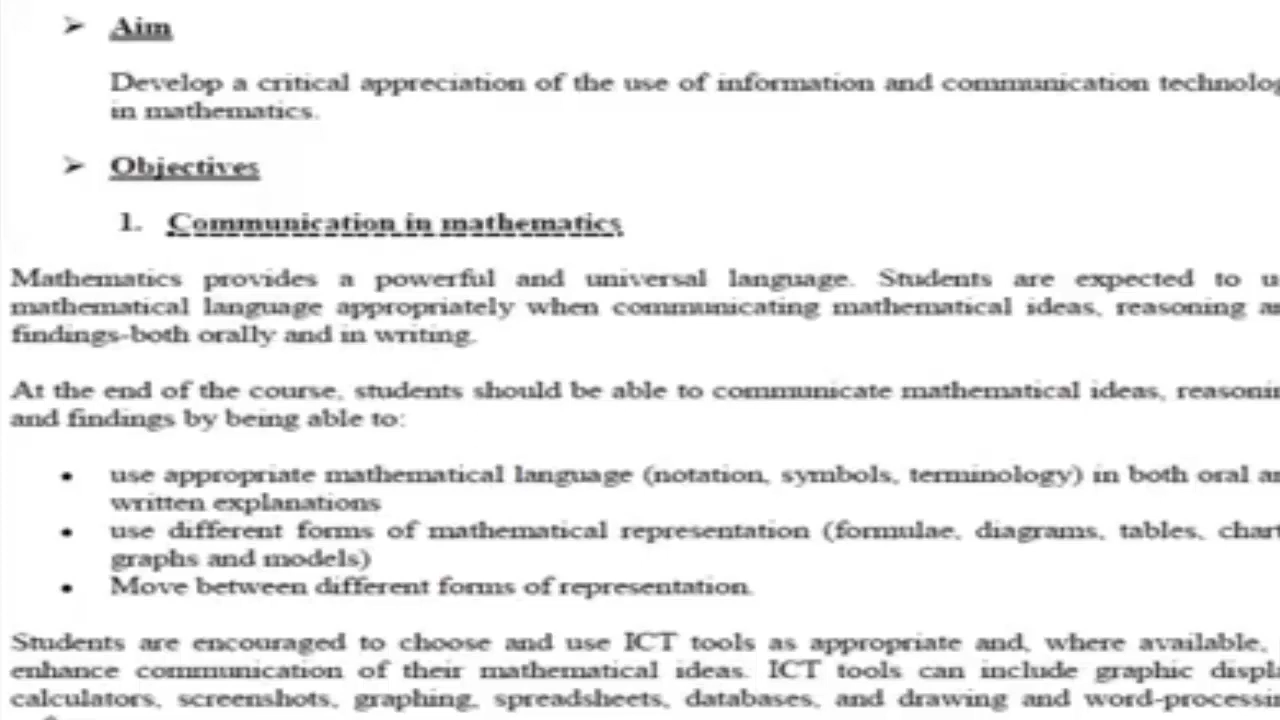 ➢ Aim
Develop a critical appreciation of the use of information and communication technolog
in mathematics.
➢ Objectives
1. Communication in mathematics
Mathematics provides a powerful and universal language. Students are expected to u
mathematical language appropriately when communicating mathematical ideas, reasoning an
findings-both orally and in writing.
At the end of the course, students should be able to communicate mathematical ideas, reasonin
and findings by being able to:
• use appropriate mathematical language (notation, symbols, terminology) in both oral an
written explanations
• use different forms of mathematical representation (formulae, diagrams, tables, chart
graphs and models)
• Move between different forms of representation.
Students are encouraged to choose and use ICT tools as appropriate and, where available,
enhance communication of their mathematical ideas. ICT tools can include graphic displa
calculators, screenshots, graphing, spreadsheets, databases, and drawing and word-processin